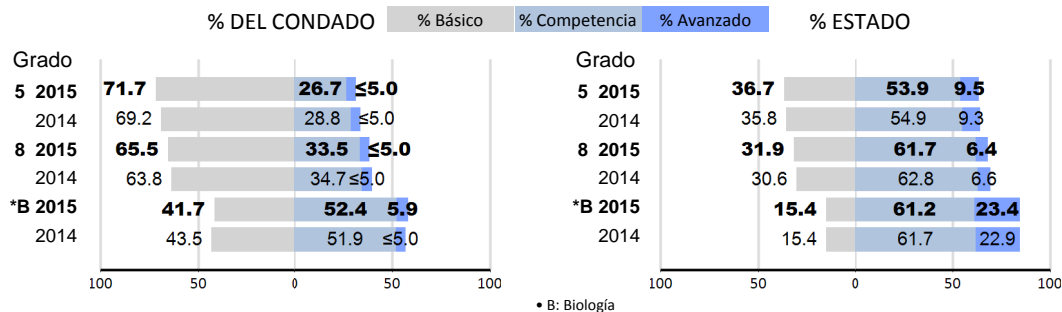 % DEL CONDADO % Básico % Competencia % Avanzado % ESTADO
Grado Grado
5 2015 71.7 26.7 ≤5.0 5 2015 36.7 53.9 9.5
2014 69.2 28.8 ≤5.0 2014 35.8 54.9 9.3
8 2015 65.5 33.5 ≤5.0 8 2015 31.9 61.7 6.4
2014 63.8 34.7 ≤5.0 2014 30.6 62.8 6.6
*B 2015 41.7 52.4 5.9 *B 2015 15.4 61.2 23.4
2014 43.5 51.9 ≤5.0 2014 15.4 61.7 22.9
100 50 0 50 100 100 50 0 50 100
• B: Biología